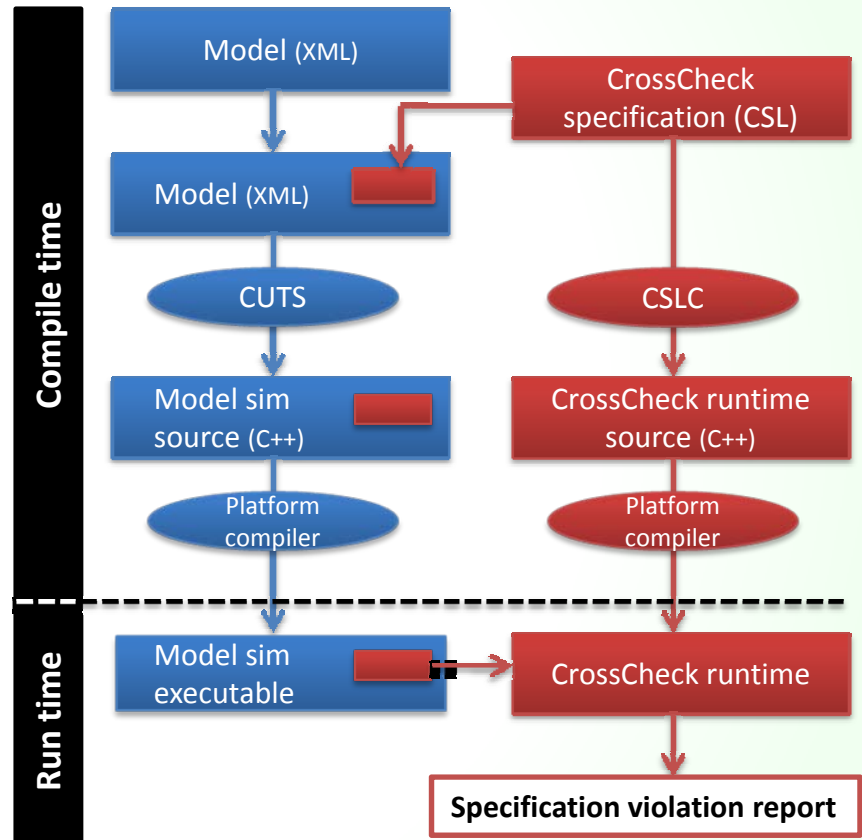 Compile time
Model (XML)
CrossCheck
specification (CSL)
Model (XML)
CUTS
CSLC
Model sim
source (C++)
CrossCheck runtime
source (C++)
Platform
compiler
Platform
compiler
Run time
Model sim
executable
CrossCheck runtime
Specification violation report